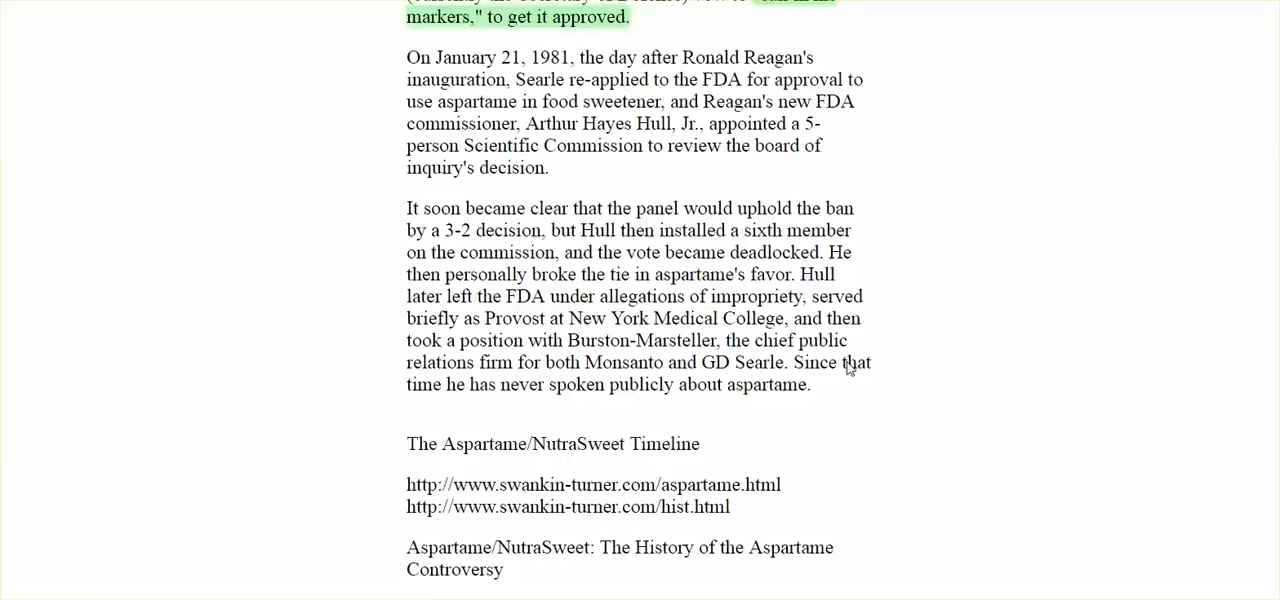 markers," to get it approved.
On January 21, 1981, the day after Ronald Reagan's
inauguration, Searle re-applied to the FDA for approval to
use aspartame in food sweetener, and Reagan's new FDA
commissioner, Arthur Hayes Hull, Jr., appointed a 5-
person Scientific Commission to review the board of
inquiry's decision.
It soon became clear that the panel would uphold the ban
by a 3-2 decision, but Hull then installed a sixth member
on the commission, and the vote became deadlocked. He
then personally broke the tie in aspartame's favor. Hull
later left the FDA under allegations of impropriety, served
briefly as Provost at New York Medical College, and then
took a position with Burston-Marsteller, the chief public
relations firm for both Monsanto and GD Searle. Since that
time he has never spoken publicly about aspartame.
The Aspartame/NutraSweet Timeline
http://www.swankin-turner.com/aspartame.html
http://www.swankin-turner.com/hist.html
Aspartame/NutraSweet: The History of the Aspartame
Controversy